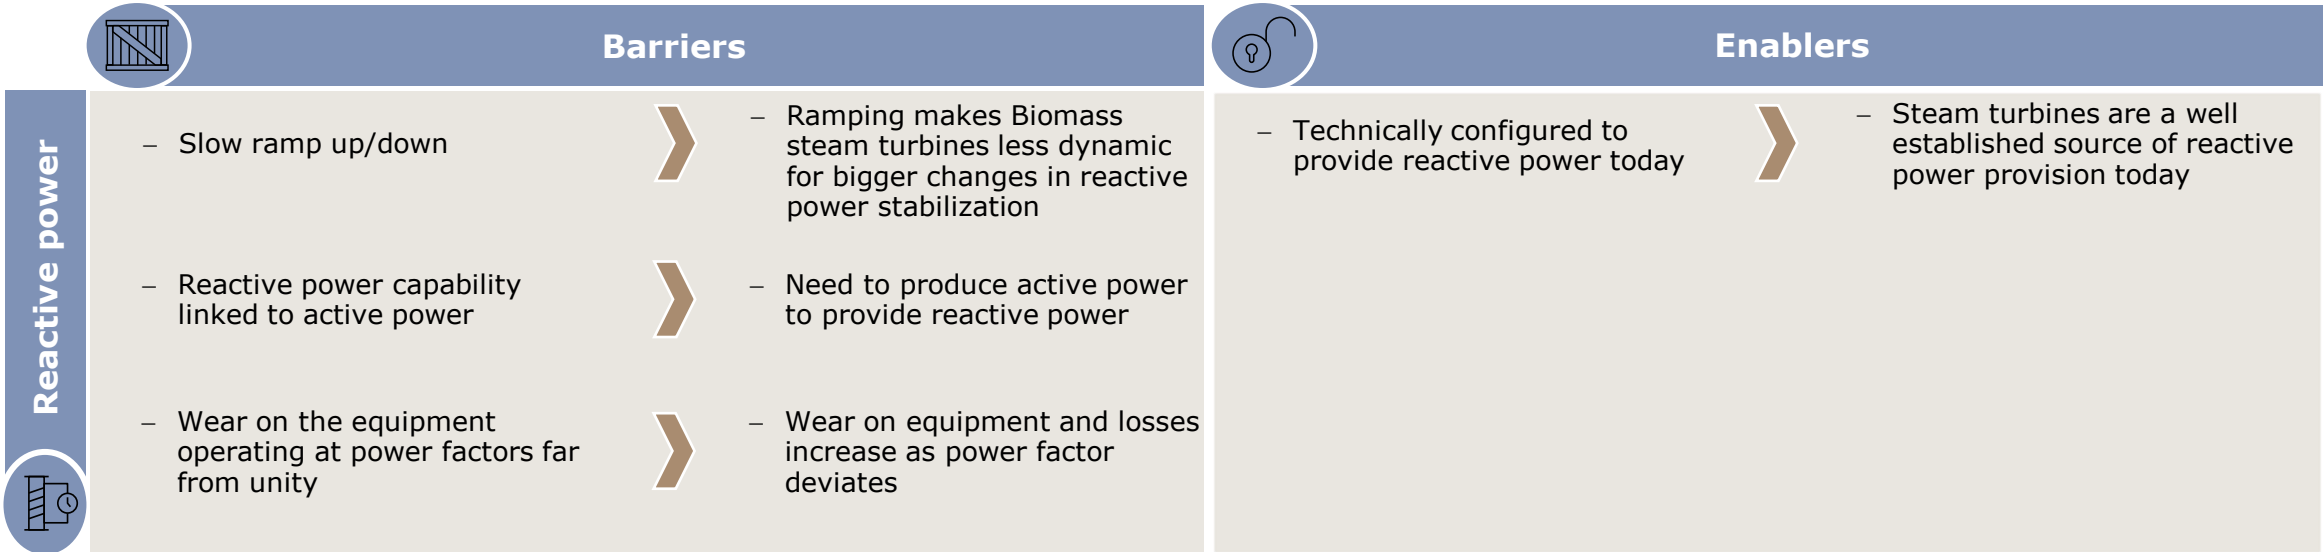 Barriers
Enablers
Reactive power
– Slow ramp up/down
– Ramping makes Biomass
steam turbines less dynamic
for bigger changes in reactive
power stabilization
– Reactive power capability
linked to active power
– Need to produce active power
to provide reactive power
– Wear on the equipment
operating at power factors far
from unity
– Wear on equipment and losses
increase as power factor
deviates
– Technically configured to
provide reactive power today
– Steam turbines are a well
established source of reactive
power provision today